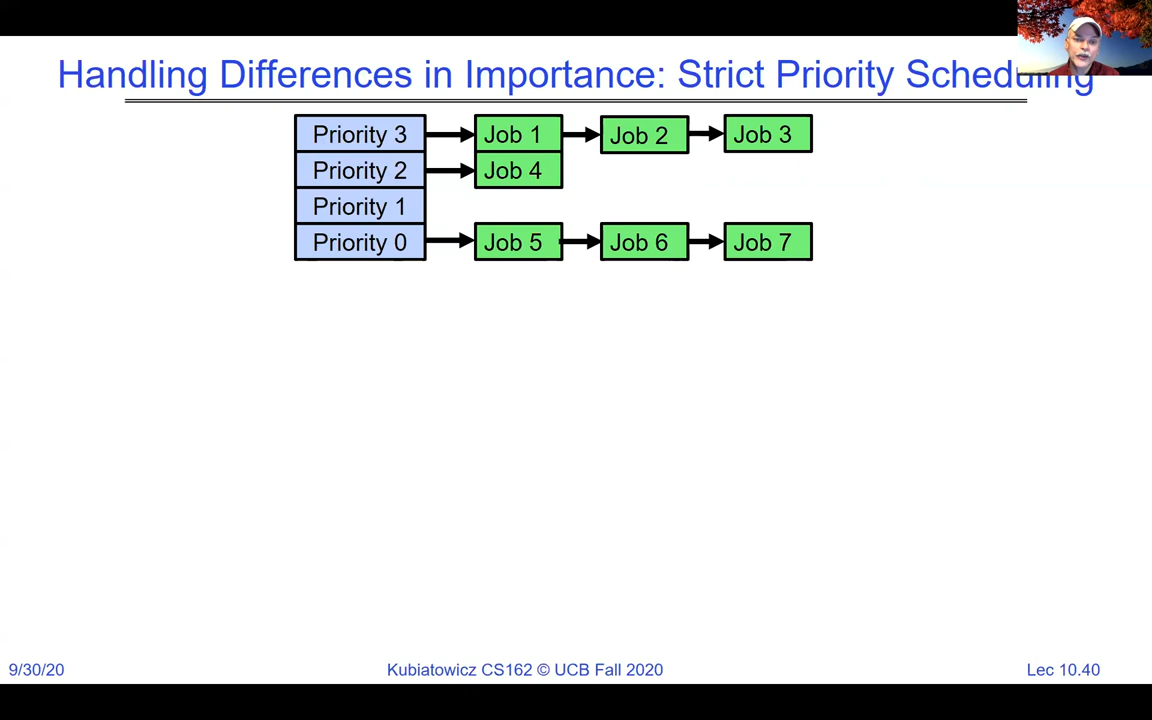 Handling Differences in Importance: Strict Priority Scheduling
Priority 3 Job 1 Job 2 Job 3
Priority 2 Job 4
Priority 1
Priority 0 Job 5 Job 6 Job 7
9/30/20 Kubiatowicz CS162 © UCB Fall 2020 Lec 10.40